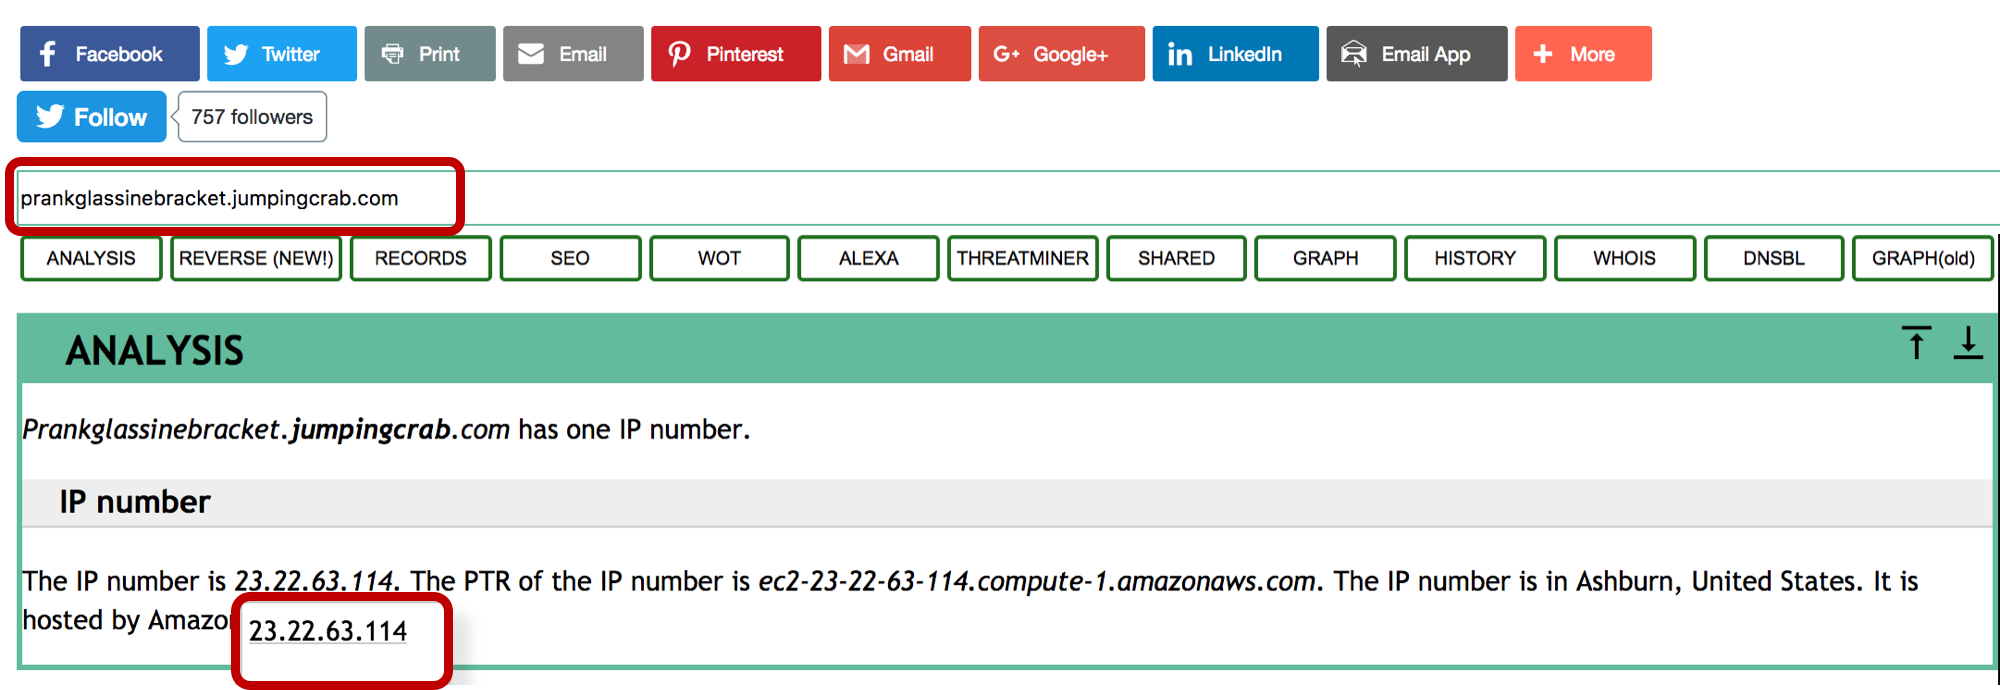 Facebook Twitter Print Email Pinterest Gmail G+ Google+ in LinkedIn Email App + More
Follow 757 followers
prankglassinebracket.jumpingcrab.com
ANALYSIS REVERSE (NEW!) RECORDS SEO WOT ALEXA THREATMINER SHARED GRAPH HISTORY WHOIS DNSBL GRAPH(old)
ANALYSIS
Prankglassinebracket.jumpingcrab.com has one IP number.
IP number
The IP number is 23.22.63.114. The PTR of the IP number is ec2-23-22-63-114.compute-1.amazonaws.com. The IP number is in Ashburn, United States. It is
hosted by Amazo
23.22.63.114